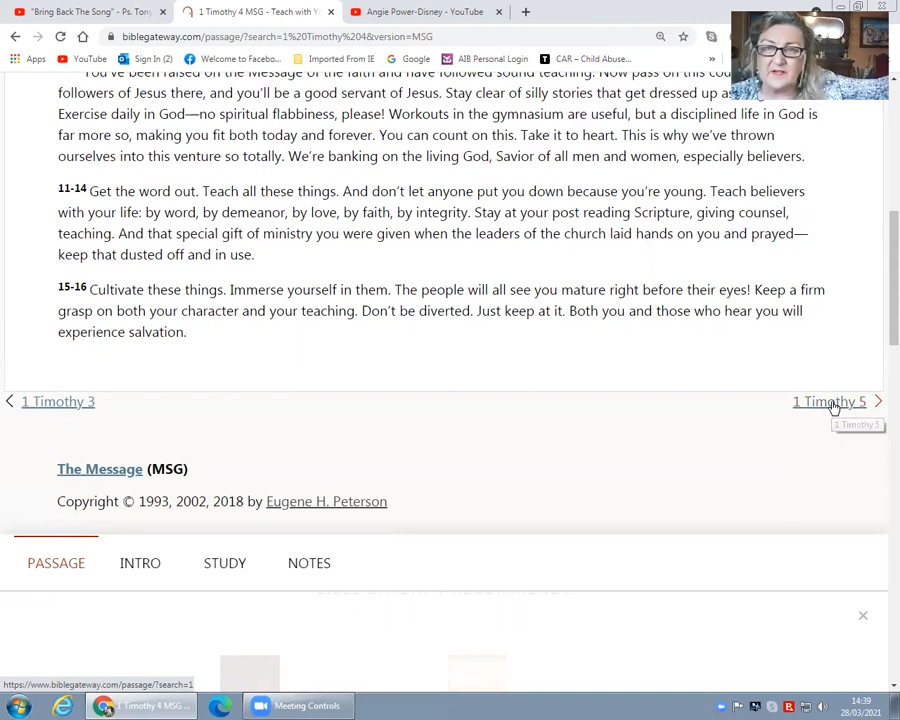 "Bring Back The Song" - Ps. Tony
1 Timothy 4 MSG - Teach with Yo
Angie Power-Disney - YouTube
biblegateway.com/passage/?search=1%20Timothy%204&version=MSG
Apps
YouTube
Sign In (2)
Welcome to Faceb...
Imported From IE
Google
AIB Personal Login
CAR – Child Abuse...
You've been raised on the Message of the faith and have followed sound teaching. Now pass on this cou
followers of Jesus there, and you'll be a good servant of Jesus. Stay clear of silly stories that get dressed up as
Exercise daily in God—no spiritual flabbiness, please! Workouts in the gymnasium are useful, but a disciplined life in God is
far more so, making you fit both today and forever. You can count on this. Take it to heart. This is why we've thrown
ourselves into this venture so totally. We're banking on the living God, Savior of all men and women, especially believers.
11-14 Get the word out. Teach all these things. And don't let anyone put you down because you're young. Teach believers
with your life: by word, by demeanor, by love, by faith, by integrity. Stay at your post reading Scripture, giving counsel,
teaching. And that special gift of ministry you were given when the leaders of the church laid hands on you and prayed—
keep that dusted off and in use.
15-16 Cultivate these things. Immerse yourself in them. The people will all see you mature right before their eyes! Keep a firm
grasp on both your character and your teaching. Don't be diverted. Just keep at it. Both you and those who hear you will
experience salvation.
1 Timothy 3
1 Timothy 5
1 Timothy 5
The Message (MSG)
Copyright © 1993, 2002, 2018 by Eugene H. Peterson
PASSAGE
INTRO
STUDY
NOTES
https://www.biblegateway.com/passage/?search=1
1 Timothy 4 MSG ...
Meeting Controls
14:39
28/03/2021